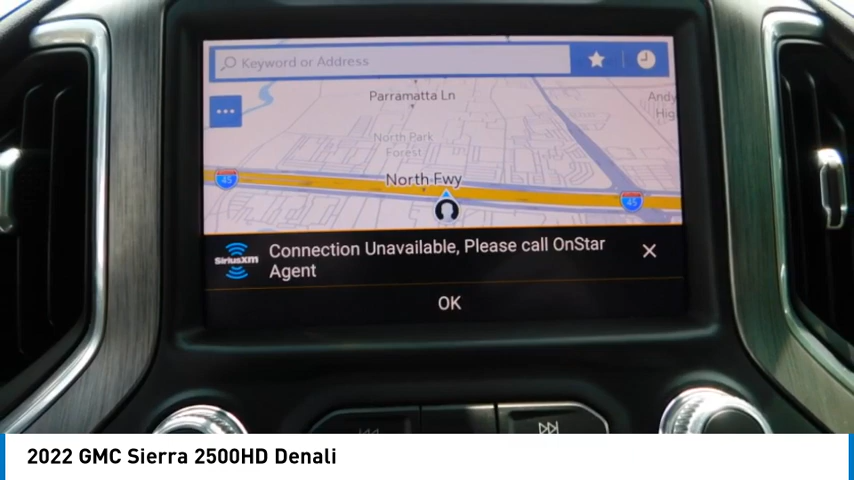 Keyword or Address
Parramatta Ln
Andy
Hig
North Park
Forest
North Fwy
45
45
SiriusXM
Connection Unavailable, Please call OnStar
Agent
OK
2022 GMC Sierra 2500HD Denali